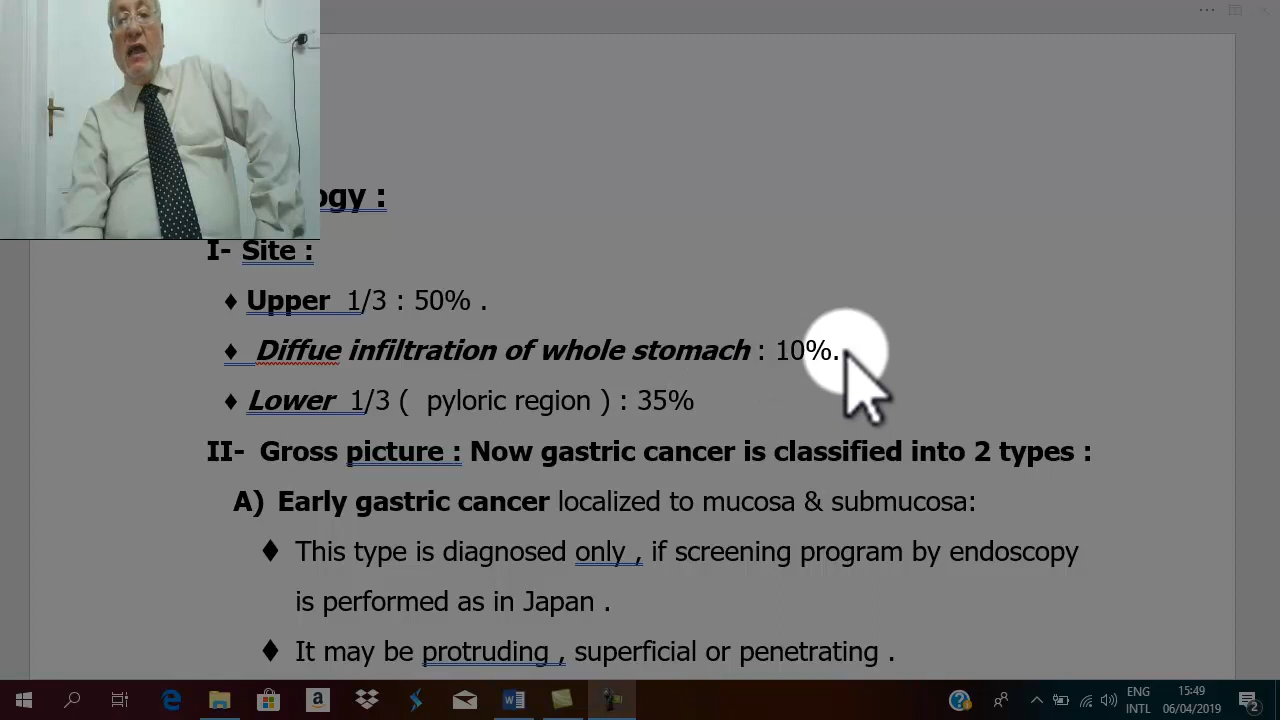 ogy :
I- Site :
♦ Upper 1/3 : 50% .
♦ Diffue infiltration of whole stomach : 10%.
♦ Lower 1/3 ( pyloric region ) : 35%
II- Gross picture : Now gastric cancer is classified into 2 types :
A) Early gastric cancer localized to mucosa & submucosa:
♦ This type is diagnosed only , if screening program by endoscopy
is performed as in Japan .
♦ It may be protruding , superficial or penetrating .
ENG 15:49
INTL 06/04/2019 2